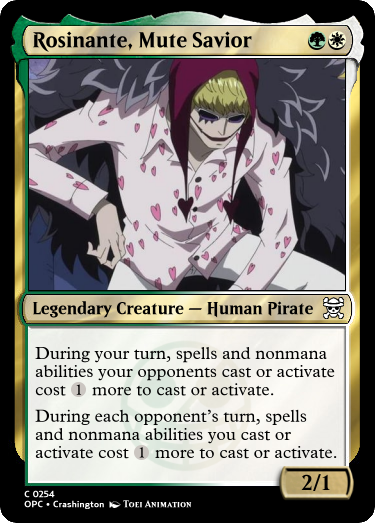 Rosinante, Mute Savior
Legendary Creature — Human Pirate
During your turn, spells and nonmana
abilities your opponents cast or activate
cost 1 more to cast or activate.
During each opponent's turn, spells
and nonmana abilities you cast or
activate cost 1 more to cast or activate.
2/1
C 0254
OPC • Crashington TOEI ANIMATION